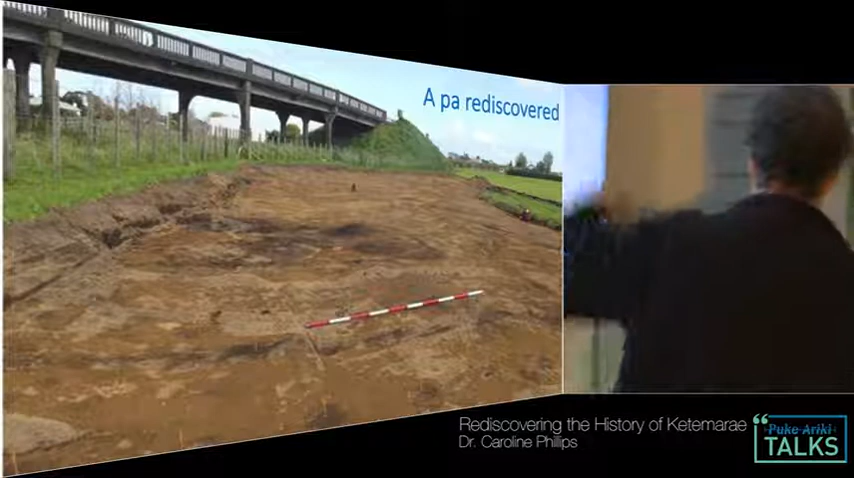 A pa rediscovered
Rediscovering the History of Ketemarae
Dr. Caroline Phillips
Puke Ariki
TALKS